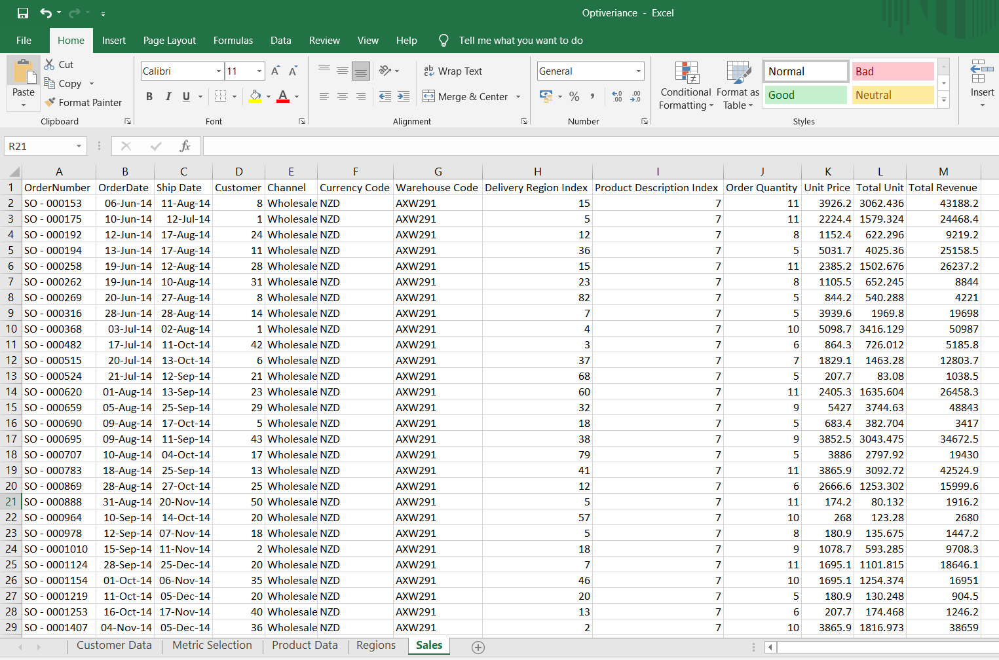 Optiveriance - Excel
File Home Insert Page Layout Formulas Data Review View Help Tell me what you want to do
Paste Cut Copy Format Painter Clipboard
Calibri 11 A A B I U A Font
ab c Wrap Text Merge & Center Alignment
General % , .0 .00 .00 .0 Number
Conditional Formatting Format as Table Normal Bad Good Neutral Styles
Insert
R21 fx
A B C D E F G H I J K L M
1 OrderNumber OrderDate Ship Date Customer Channel Currency Code Warehouse Code Delivery Region Index Product Description Index Order Quantity Unit Price Total Unit Total Revenue
2 SO - 000153 06-Jun-14 11-Aug-14 8 Wholesale NZD AXW291 15 7 11 3926.2 3062.436 43188.2
3 SO - 000175 10-Jun-14 12-Jul-14 1 Wholesale NZD AXW291 5 7 11 2224.4 1579.324 24468.4
4 SO - 000192 12-Jun-14 17-Aug-14 24 Wholesale NZD AXW291 12 7 8 1152.4 622.296 9219.2
5 SO - 000194 13-Jun-14 17-Aug-14 11 Wholesale NZD AXW291 36 7 5 5031.7 4025.36 25158.5
6 SO - 000258 19-Jun-14 12-Aug-14 28 Wholesale NZD AXW291 15 7 11 2385.2 1502.676 26237.2
7 SO - 000262 19-Jun-14 10-Aug-14 31 Wholesale NZD AXW291 23 7 8 1105.5 652.245 8844
8 SO - 000269 20-Jun-14 27-Aug-14 8 Wholesale NZD AXW291 82 7 5 844.2 540.288 4221
9 SO - 000316 28-Jun-14 28-Aug-14 14 Wholesale NZD AXW291 7 7 5 3939.6 1969.8 19698
10 SO - 000368 03-Jul-14 02-Aug-14 1 Wholesale NZD AXW291 4 7 10 5098.7 3416.129 50987
11 SO - 000482 17-Jul-14 11-Oct-14 42 Wholesale NZD AXW291 3 7 6 864.3 726.012 5185.8
12 SO - 000515 20-Jul-14 13-Oct-14 6 Wholesale NZD AXW291 37 7 7 1829.1 1463.28 12803.7
13 SO - 000524 21-Jul-14 12-Sep-14 21 Wholesale NZD AXW291 68 7 5 207.7 83.08 1038.5
14 SO - 000620 01-Aug-14 13-Sep-14 23 Wholesale NZD AXW291 60 7 11 2405.3 1635.604 26458.3
15 SO - 000659 05-Aug-14 25-Sep-14 29 Wholesale NZD AXW291 32 7 9 5427 3744.63 48843
16 SO - 000690 09-Aug-14 17-Oct-14 5 Wholesale NZD AXW291 18 7 5 683.4 382.704 3417
17 SO - 000695 09-Aug-14 11-Sep-14 43 Wholesale NZD AXW291 38 7 9 3852.5 3043.475 34672.5
18 SO - 000707 10-Aug-14 04-Oct-14 17 Wholesale NZD AXW291 79 7 5 3886 2797.92 19430
19 SO - 000783 18-Aug-14 25-Sep-14 13 Wholesale NZD AXW291 41 7 11 3865.9 3092.72 42524.9
20 SO - 000869 28-Aug-14 27-Oct-14 25 Wholesale NZD AXW291 12 7 6 2666.6 1253.302 15999.6
21 SO - 000888 31-Aug-14 20-Nov-14 50 Wholesale NZD AXW291 5 7 11 174.2 80.132 1916.2
22 SO - 000964 10-Sep-14 14-Oct-14 20 Wholesale NZD AXW291 57 7 10 268 123.28 2680
23 SO - 000978 12-Sep-14 07-Nov-14 18 Wholesale NZD AXW291 5 7 8 180.9 135.675 1447.2
24 SO - 0001010 15-Sep-14 11-Nov-14 2 Wholesale NZD AXW291 18 7 9 1078.7 593.285 9708.3
25 SO - 0001124 28-Sep-14 25-Dec-14 20 Wholesale NZD AXW291 7 7 11 1695.1 1101.815 18646.1
26 SO - 0001154 01-Oct-14 06-Nov-14 35 Wholesale NZD AXW291 46 7 10 1695.1 1254.374 16951
27 SO - 0001219 11-Oct-14 05-Dec-14 20 Wholesale NZD AXW291 20 7 5 180.9 130.248 904.5
28 SO - 0001253 16-Oct-14 17-Nov-14 40 Wholesale NZD AXW291 13 7 6 207.7 174.468 1246.2
29 SO - 0001407 04-Nov-14 05-Dec-14 36 Wholesale NZD AXW291 2 7 10 3865.9 1816.973 38659
Customer Data Metric Selection Product Data Regions Sales